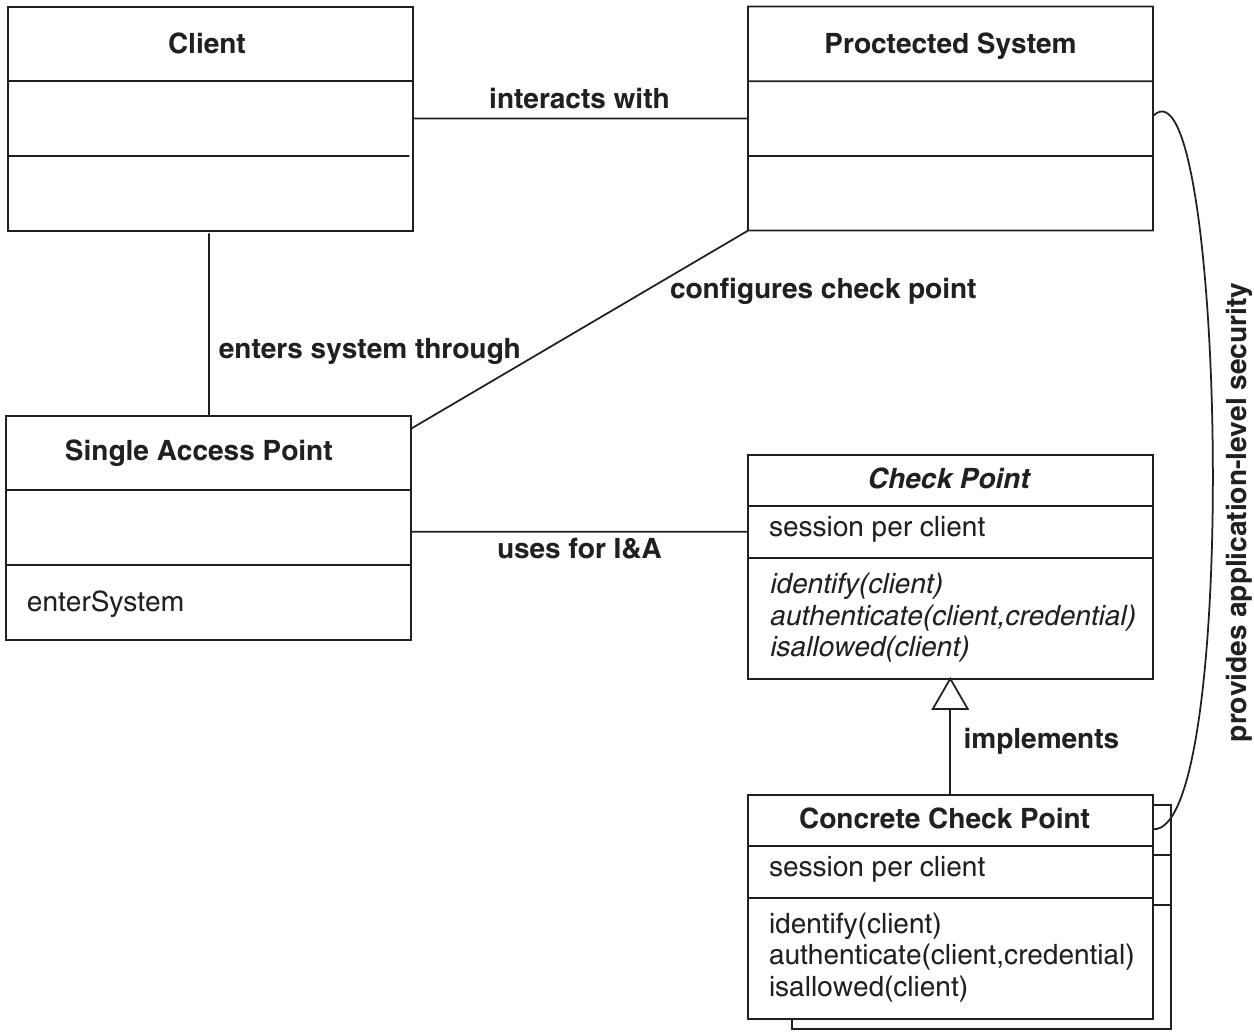 Client
Proctected System
interacts with
configures check point
enters system through
provides application-level security
Single Access Point
enterSystem
uses for I&A
Check Point
session per client
identify(client)
authenticate(client,credential)
isallowed(client)
implements
Concrete Check Point
session per client
identify(client)
authenticate(client,credential)
isallowed(client)